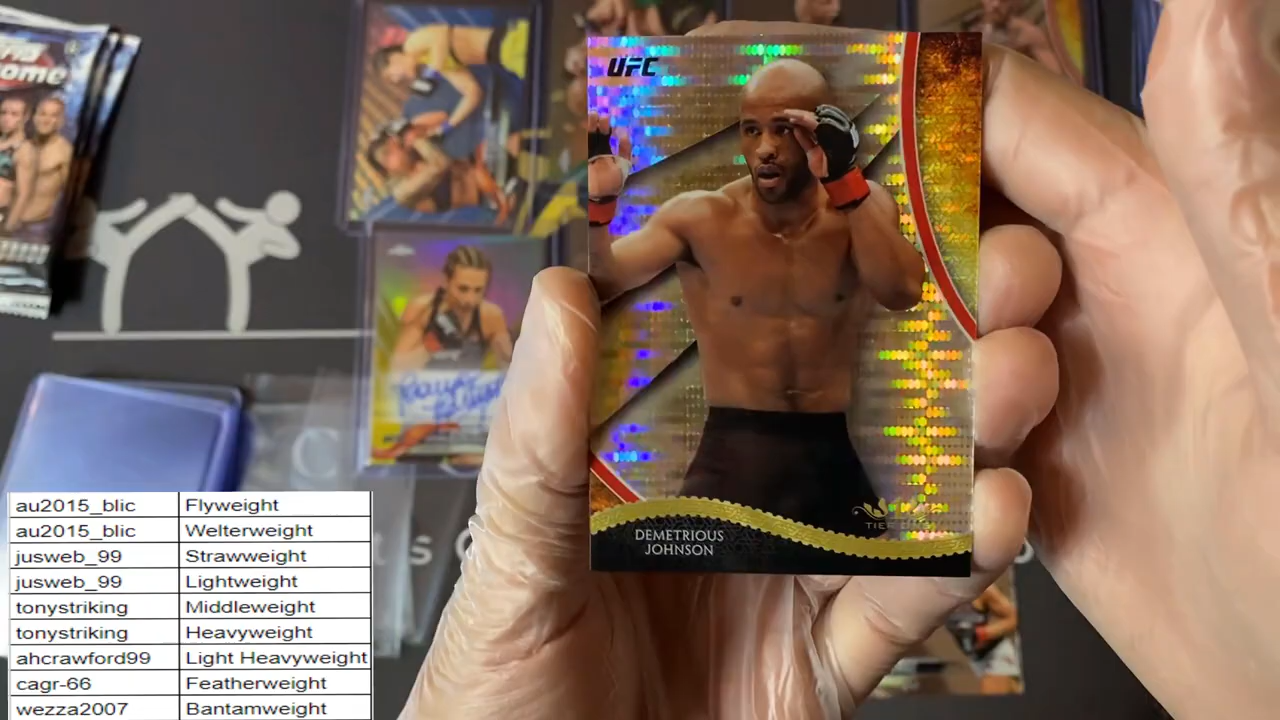 UFC
TIER
DEMETRIOUS
JOHNSON
au2015_blic Flyweight
au2015_blic Welterweight
jusweb_99 Strawweight
jusweb_99 Lightweight
tonystriking Middleweight
tonystriking Heavyweight
ahcrawford99 Light Heavyweight
cagr-66 Featherweight
wezza2007 Bantamweight